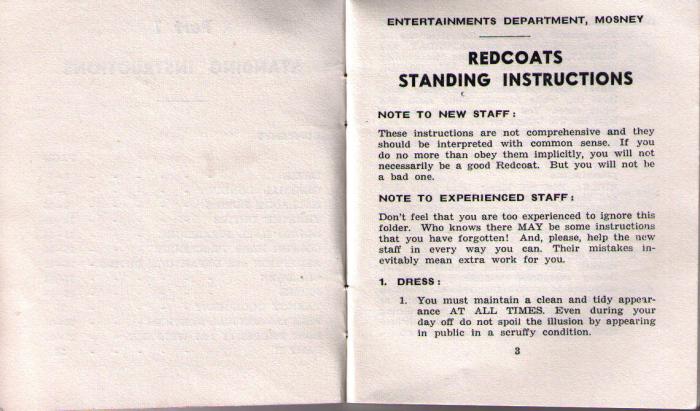 ENTERTAINMENTS DEPARTMENT, MOSNEY
REDCOATS
STANDING INSTRUCTIONS
NOTE TO NEW STAFF:
These instructions are not comprehensive and they
should be interpreted with common sense. If you
do no more than obey them implicitly, you will not
necessarily be a good Redcoat. But you will not be
a bad one.
NOTE TO EXPERIENCED STAFF:
Don't feel that you are too experienced to ignore this
folder. Who knows there MAY be some instructions
that you have forgotten! And, please, help the new
staff in every way you can. Their mistakes in-
evitably mean extra work for you.
1. DRESS:
1. You must maintain a clean and tidy appear-
ance AT ALL TIMES. Even during your
day off do not spoil the illusion by appearing
in public in a scruffy condition.
3